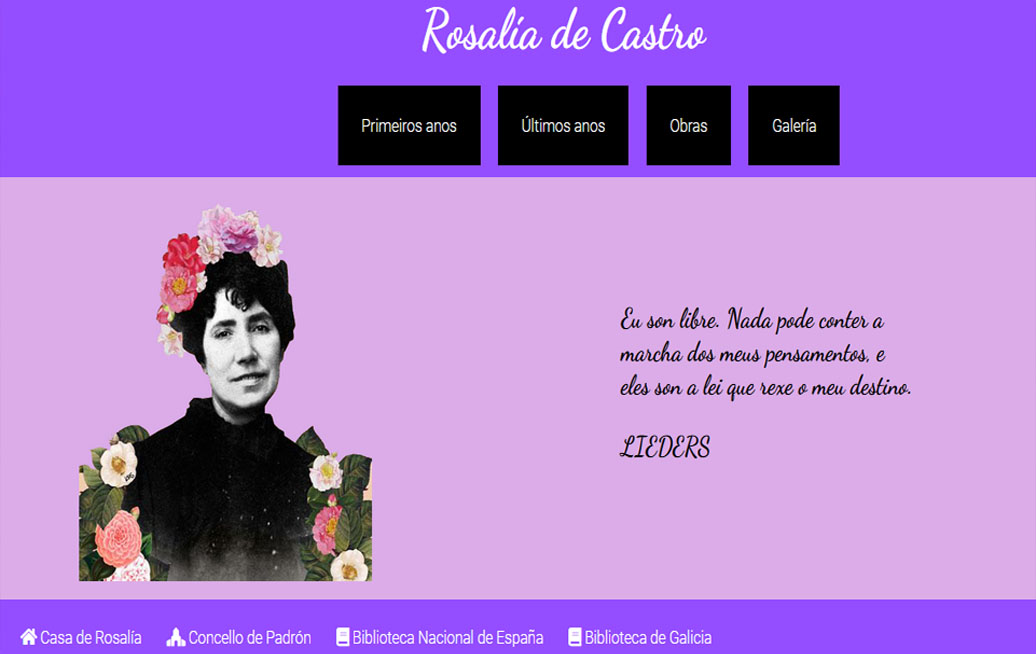 Rosalía de Castro
Primeiros anos
Últimos anos
Obras
Galería
Eu son libre. Nada pode conter a
marcha dos meus pensamentos, e
eles son a lei que rexe o meu destino.
LIEDERS
Casa de Rosalía
Concello de Padrón
Biblioteca Nacional de España
Biblioteca de Galicia